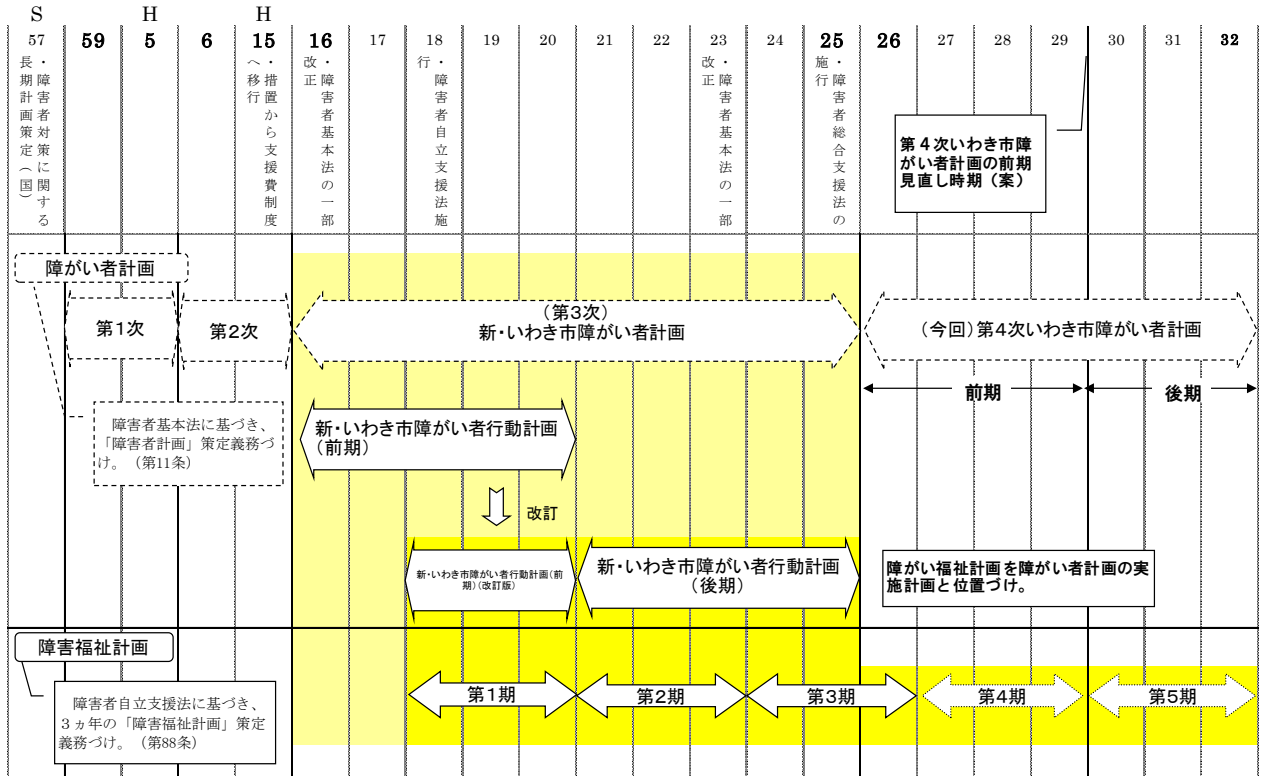 S H H
57 59 5 6 15 16 17 18 19 20 21 22 23 24 25 26 27 28 29 30 31 32
・障害者対策に関する
長期計画策定（国）
・措置から支援費制度
へ移行
・障害者基本法の一部
改正
・障害者自立支援法施
行
・障害者基本法の一部
改正
・障害者総合支援法の
施行
第４次いわき市障
がい者計画の前期
見直し時期（案）
障がい者計画
第1次
第2次
（第3次）
新・いわき市障がい者計画
（今回）第4次いわき市障がい者計画
前期
後期
障害者基本法に基づき、
「障害者計画」策定義務づ
け。（第11条）
新・いわき市障がい者行動計画
（前期）
改訂
新・いわき市障がい者行動計画（前
期）（改訂版）
新・いわき市障がい者行動計画
（後期）
障がい福祉計画を障がい者計画の実
施計画と位置づけ。
障害福祉計画
障害者自立支援法に基づき、
３ヵ年の「障害福祉計画」策定
義務づけ。（第88条）
第1期
第2期
第3期
第4期
第5期